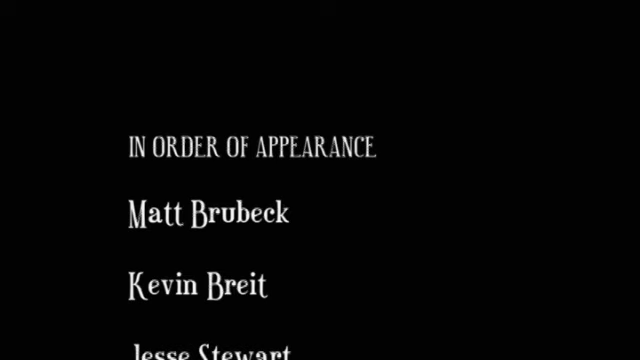 IN ORDER OF APPEARANCE
Matt Brubeck
Kevin Breit
Jesse Stewart